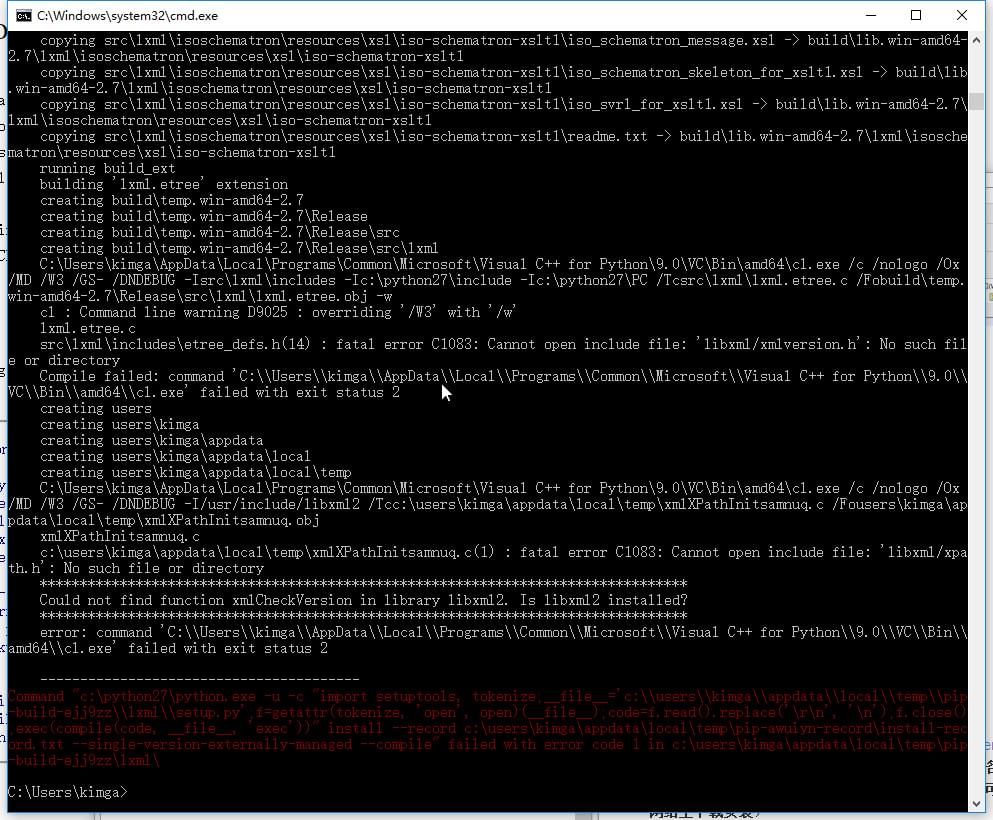 C:\Windows\system32\cmd.exe
copying src\lxml\isoschematron\resources\xsl\iso-schematron-xslt1\iso_schematron_message.xsl -> build\lib.win-amd64-
2.7\lxml\isoschematron\resources\xsl\iso-schematron-xslt1
copying src\lxml\isoschematron\resources\xsl\iso-schematron-xslt1\iso_schematron_skeleton_for_xslt1.xsl -> build\lib
.win-amd64-2.7\lxml\isoschematron\resources\xsl\iso-schematron-xslt1
copying src\lxml\isoschematron\resources\xsl\iso-schematron-xslt1\iso_svrl_for_xslt1.xsl -> build\lib.win-amd64-2.7\
lxml\isoschematron\resources\xsl\iso-schematron-xslt1
copying src\lxml\isoschematron\resources\xsl\iso-schematron-xslt1\readme.txt -> build\lib.win-amd64-2.7\lxml\isosche
matron\resources\xsl\iso-schematron-xslt1
running build_ext
building 'lxml.etree' extension
creating build\temp.win-amd64-2.7
creating build\temp.win-amd64-2.7\Release
creating build\temp.win-amd64-2.7\Release\src
creating build\temp.win-amd64-2.7\Release\src\lxml
C:\Users\kimga\AppData\Local\Programs\Common\Microsoft\Visual C++ for Python\9.0\VC\Bin\amd64\cl.exe /c /nologo /Ox
/MD /W3 /GS- /DNDEBUG -Isrc\lxml\includes -Ic:\python27\include -Ic:\python27\PC /Tcsrc\lxml\lxml.etree.c /Fobuild\temp.
win-amd64-2.7\Release\src\lxml\lxml.etree.obj -w
cl : Command line warning D9025 : overriding '/W3' with '/w'
lxml.etree.c
src\lxml\includes\etree_defs.h(14) : fatal error C1083: Cannot open include file: 'libxml/xmlversion.h': No such fil
e or directory
Compile failed: command 'C:\\Users\\kimga\\AppData\\Local\\Programs\\Common\\Microsoft\\Visual C++ for Python\\9.0\\
VC\\Bin\\amd64\\cl.exe' failed with exit status 2
creating users
creating users\kimga
creating users\kimga\appdata
creating users\kimga\appdata\local
creating users\kimga\appdata\local\temp
C:\Users\kimga\AppData\Local\Programs\Common\Microsoft\Visual C++ for Python\9.0\VC\Bin\amd64\cl.exe /c /nologo /Ox
/MD /W3 /GS- /DNDEBUG -I/usr/include/libxml2 /Tcc:\users\kimga\appdata\local\temp\xmlXPathInitsamnuq.c /Fousers\kimga\ap
pdata\local\temp\xmlXPathInitsamnuq.obj
xmlXPathInitsamnuq.c
c:\users\kimga\appdata\local\temp\xmlXPathInitsamnuq.c(1) : fatal error C1083: Cannot open include file: 'libxml/xpa
th.h': No such file or directory
*********************************************************************************
Could not find function xmlCheckVersion in library libxml2. Is libxml2 installed?
*********************************************************************************
error: command 'C:\\Users\\kimga\\AppData\\Local\\Programs\\Common\\Microsoft\\Visual C++ for Python\\9.0\\VC\\Bin\\
amd64\\cl.exe' failed with exit status 2
----------------------------------------
Command "c:\python27\python.exe -u -c "import setuptools, tokenize;__file__='c:\\users\\kimga\\appdata\\local\\temp\\pip
-build-ejj9zz\\lxml\\setup.py';f=getattr(tokenize, 'open', open)(__file__);code=f.read().replace('\r\n', '\n');f.close()
;exec(compile(code, __file__, 'exec'))" install --record c:\users\kimga\appdata\local\temp\pip-awuiyn-record\install-rec
ord.txt --single-version-externally-managed --compile" failed with error code 1 in c:\users\kimga\appdata\local\temp\pip
-build-ejj9zz\lxml\
C:\Users\kimga>